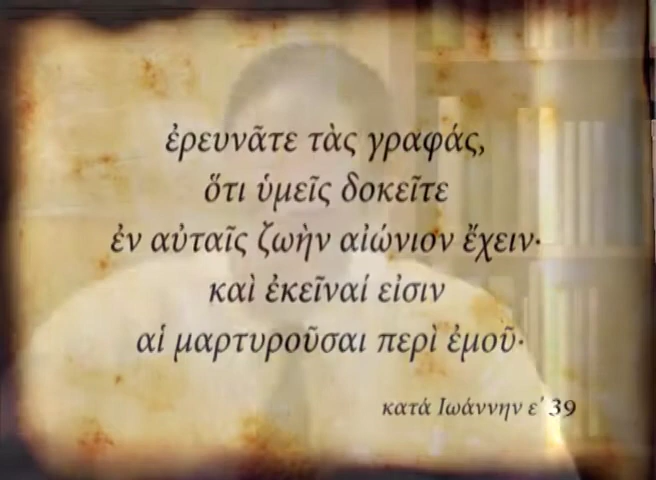 ἐρευνᾶτε τὰς γραφάς,
ὅτι ὑμεῖς δοκεῖτε
ἐν αὐταῖς ζωὴν αἰώνιον ἔχειν·
καὶ ἐκεῖναί εἰσιν
αἱ μαρτυροῦσαι περὶ ἐμοῦ·
κατά Ιωάννην ε' 39